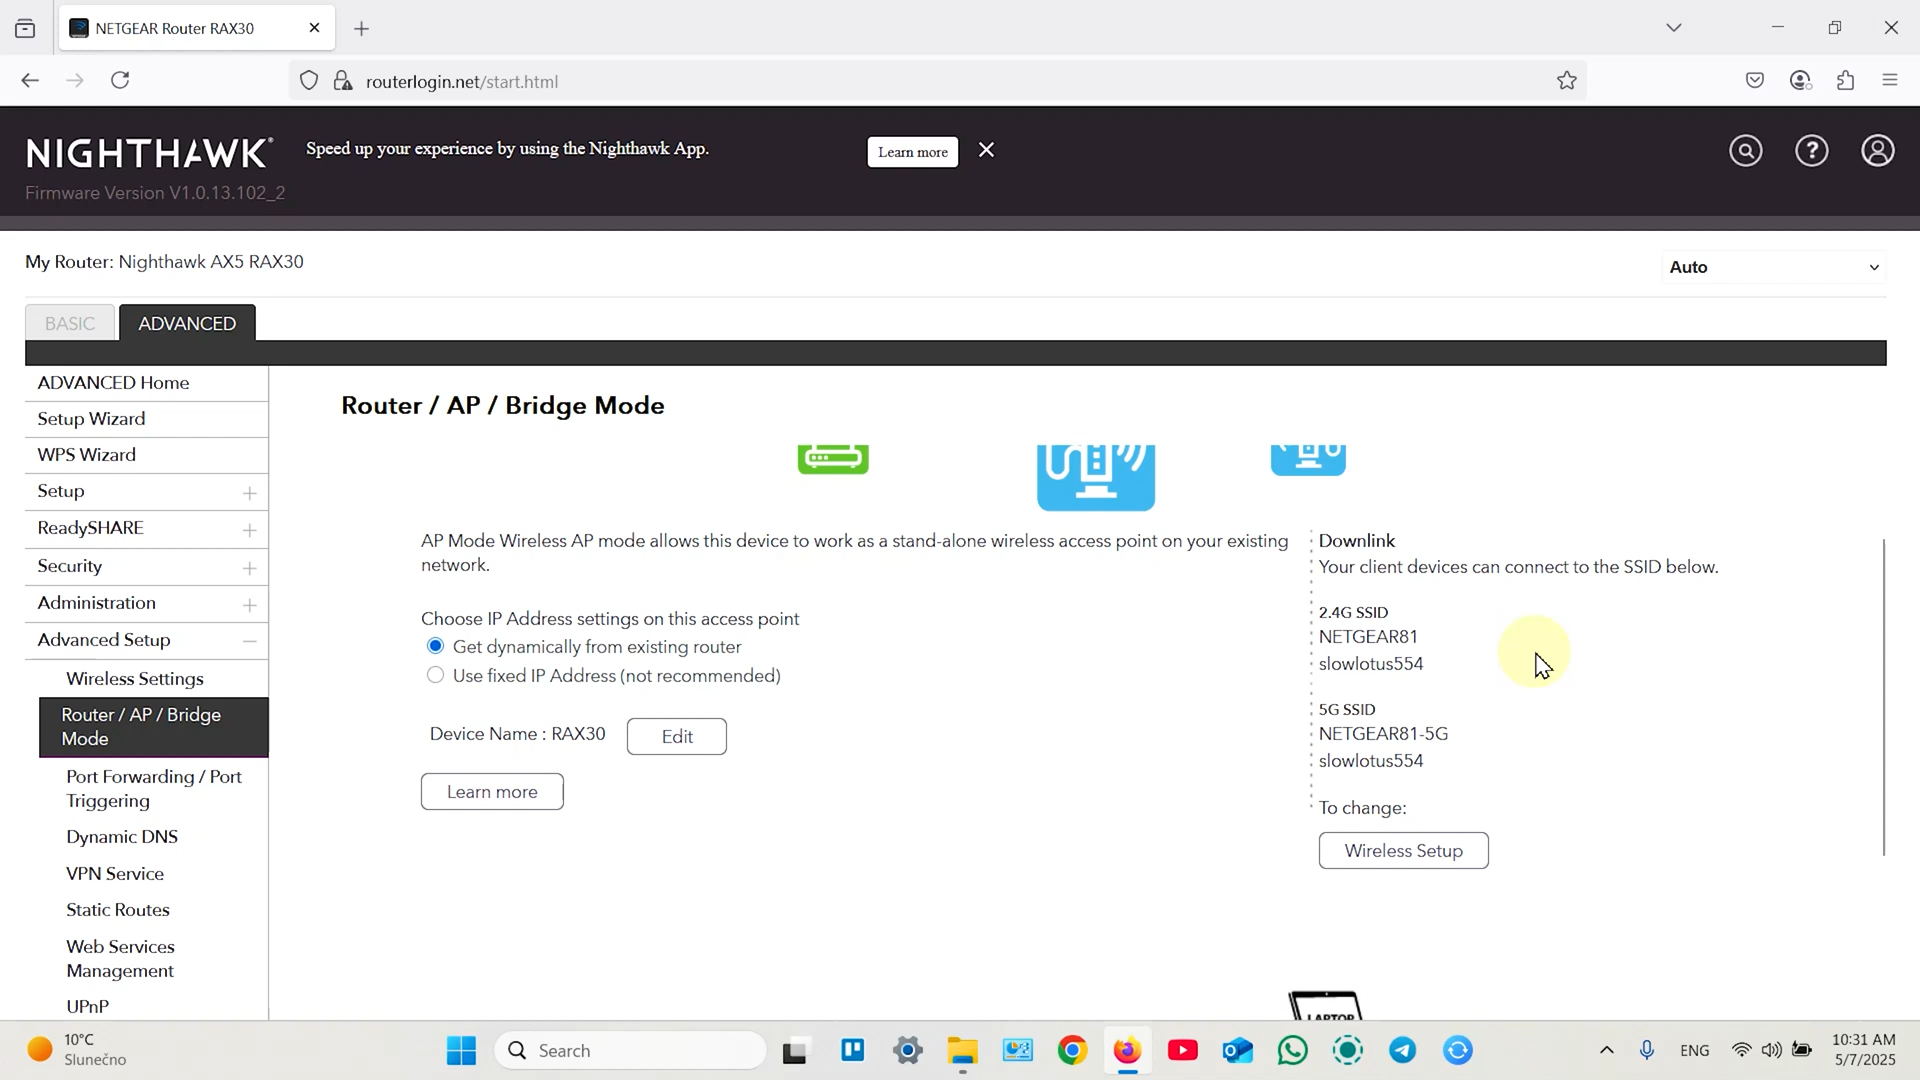 NETGEAR Router RAX30
routerlogin.net/start.html
NIGHTHAWK®
Speed up your experience by using the Nighthawk App.
Learn more
Firmware Version V1.0.13.102_2
My Router: Nighthawk AX5 RAX30
Auto
BASIC
ADVANCED
ADVANCED Home
Setup Wizard
WPS Wizard
Setup
ReadySHARE
Security
Administration
Advanced Setup
Wireless Settings
Router / AP / Bridge
Mode
Port Forwarding / Port
Triggering
Dynamic DNS
VPN Service
Static Routes
Web Services
Management
UPnP
Router / AP / Bridge Mode
AP Mode Wireless AP mode allows this device to work as a stand-alone wireless access point on your existing
network.
Choose IP Address settings on this access point
Get dynamically from existing router
Use fixed IP Address (not recommended)
Device Name : RAX30
Edit
Learn more
Downlink
Your client devices can connect to the SSID below.
2.4G SSID
NETGEAR81
slowlotus554
5G SSID
NETGEAR81-5G
slowlotus554
To change:
Wireless Setup
LAPTOP
10°C
Slunečno
Search
ENG
10:31 AM
5/7/2025